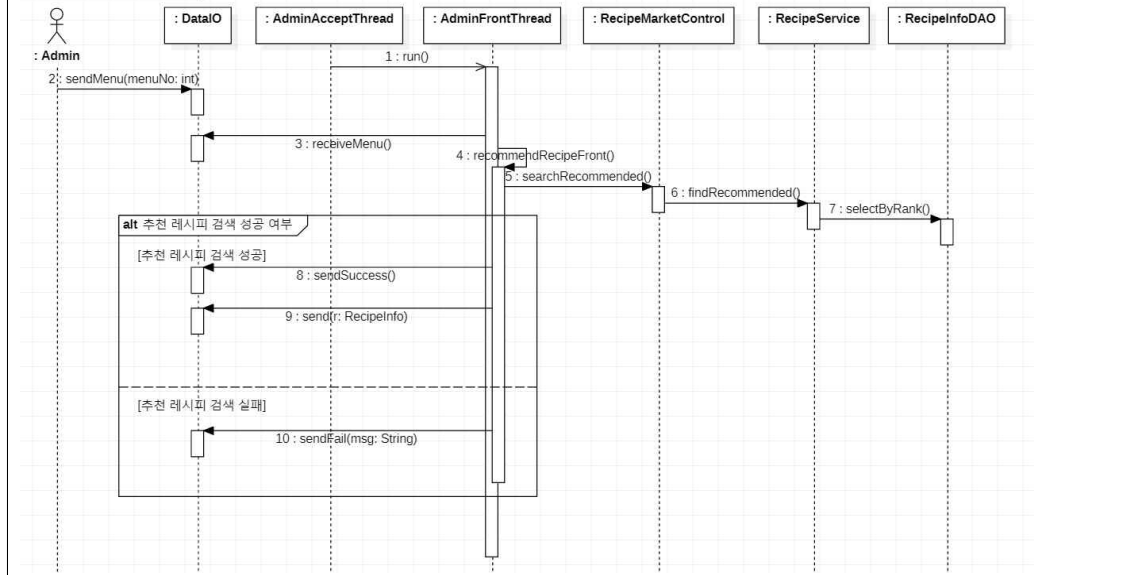 : DataIO
: AdminAcceptThread
: AdminFrontThread
: RecipeMarketControl
: RecipeService
: RecipeInfoDAO
: Admin
1 : run()
2 : sendMenu(menuNo: int)
3 : receiveMenu()
4 : recommendRecipeFront()
5 : searchRecommended()
6 : findRecommended()
7 : selectByRank()
alt 추천 레시피 검색 성공 여부
[추천 레시피 검색 성공]
8 : sendSuccess()
9 : send(r: RecipeInfo)
[추천 레시피 검색 실패]
10 : sendFail(msg: String)